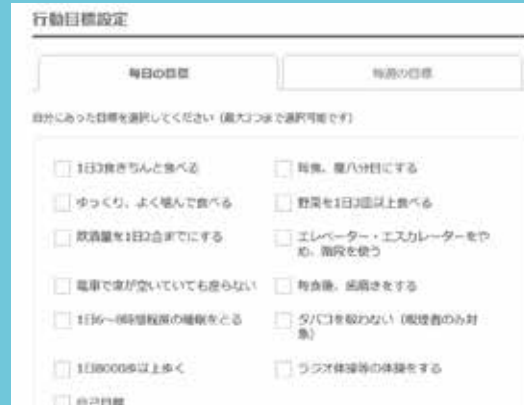 行動目標設定
毎日の目標
毎週の目標
自分にあった目標を選択してください（最大3つまで選択可能です）
1日3食きちんと食べる
毎食、腹八分目にする
ゆっくり、よく噛んで食べる
野菜を1日3皿以上食べる
飲酒量を1日2合までにする
エレベーター・エスカレーターをや
め、階段を使う
電車で席が空いていても座らない
毎食後、歯磨きをする
1日6～8時間程度の睡眠をとる
タバコを吸わない（喫煙者のみ対
象）
1日8000歩以上歩く
ラジオ体操等の体操をする
自己目標